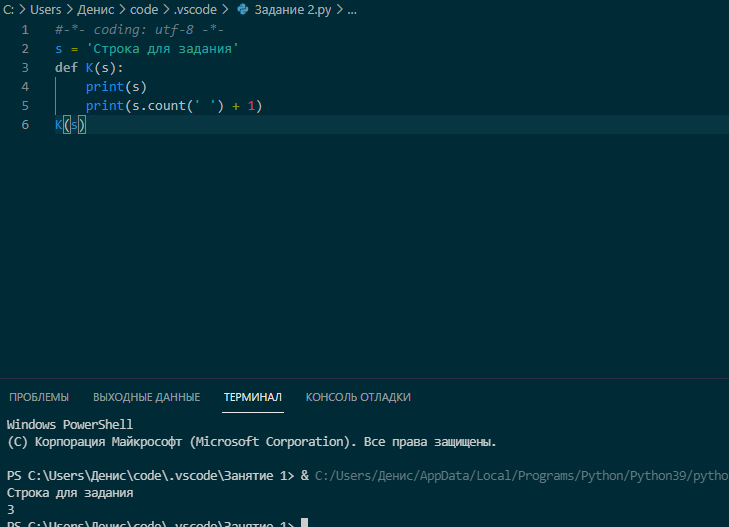 C: > Users > Денис > code > .vscode > Задание 2.py > ...
1 #-*- coding: utf-8 -*-
2 s = 'Строка для задания'
3 def K(s):
4     print(s)
5     print(s.count(' ') + 1)
6 K(s)
ПРОБЛЕМЫ ВЫХОДНЫЕ ДАННЫЕ ТЕРМИНАЛ КОНСОЛЬ ОТЛАДКИ
Windows PowerShell
(C) Корпорация Майкрософт (Microsoft Corporation). Все права защищены.
PS C:\Users\Денис\code\.vscode\Занятие 1> & C:/Users/Денис/AppData/Local/Programs/Python/Python39/pytho
Строка для задания
3
PS C:\Users\Денис\code\.vscode\Занятие 1>